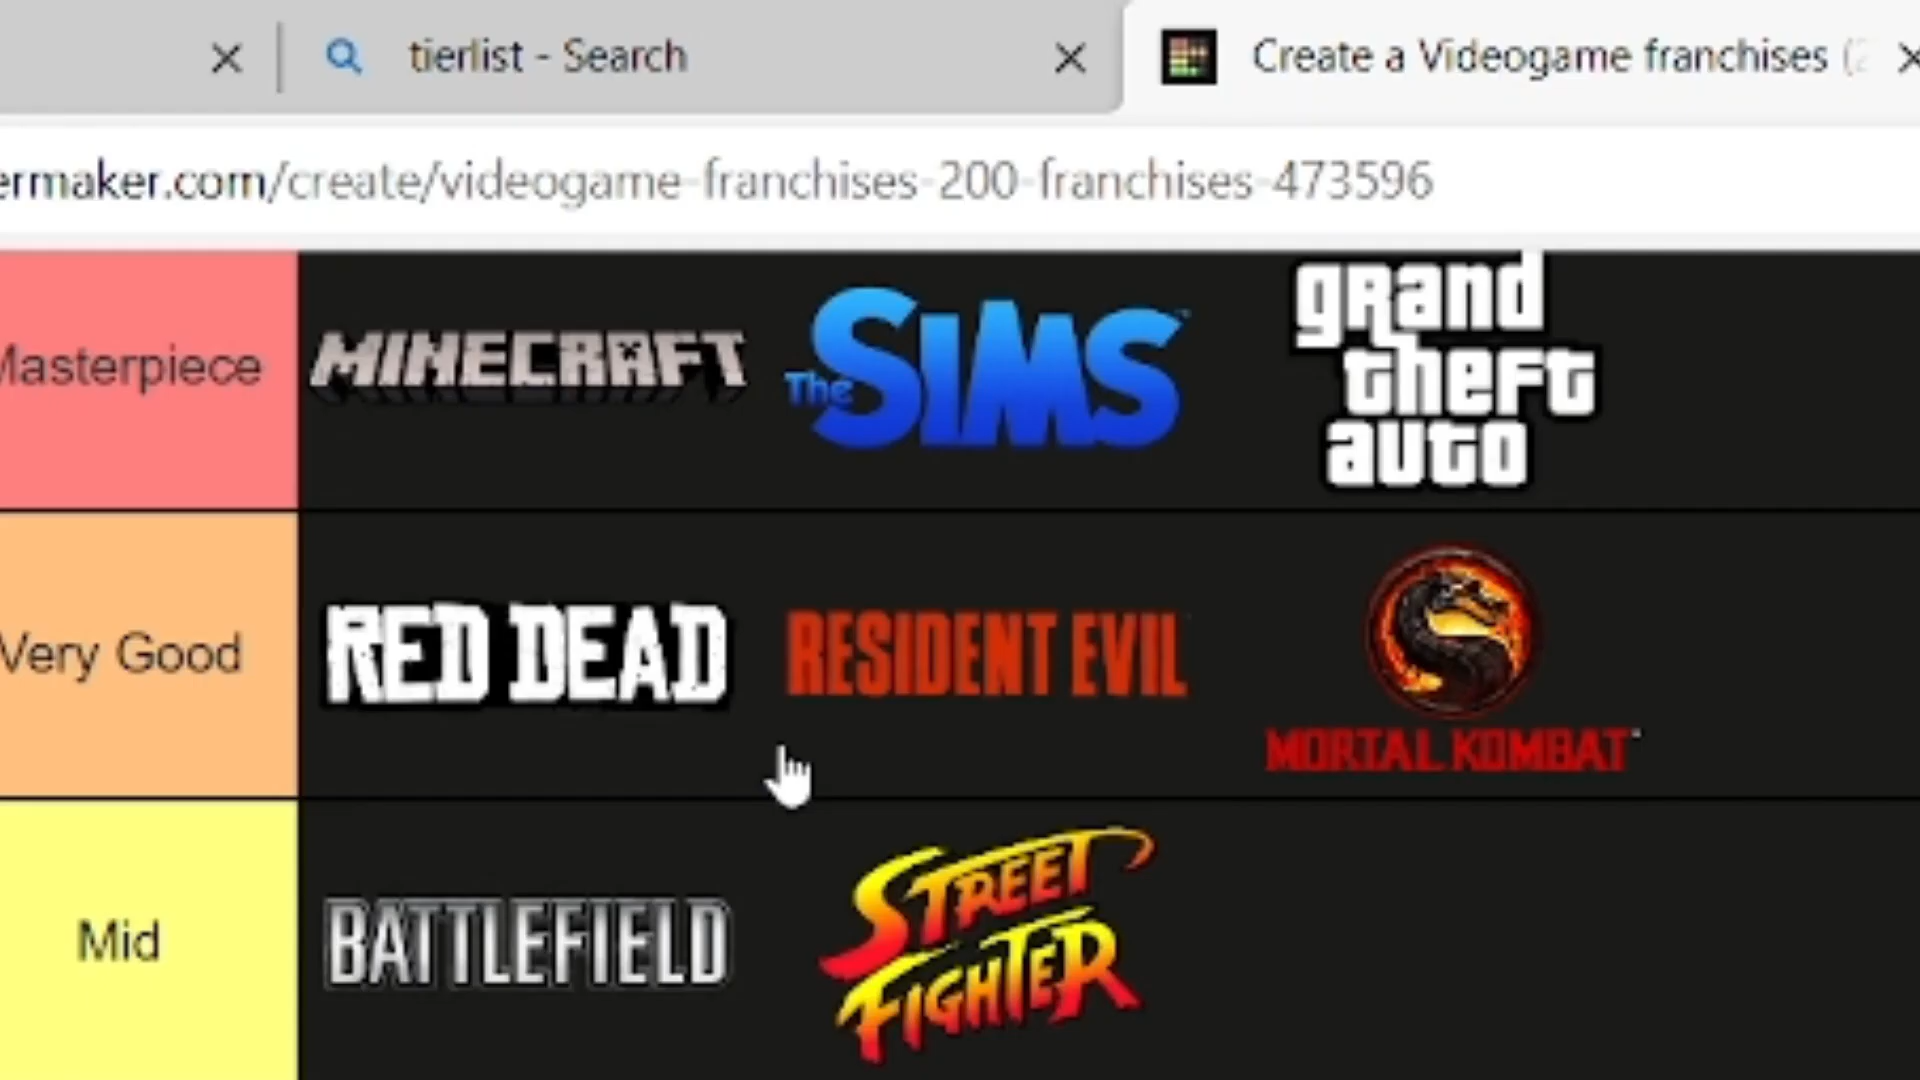 tierlist - Search
Create a Videogame franchises (2
ermaker.com/create/videogame-franchises-200-franchises-473596
Masterpiece
MINECRAFT
The SIMS
grand
theft
auto
Very Good
RED DEAD
RESIDENT EVIL
MORTAL KOMBAT
Mid
BATTLEFIELD
STREET
FIGHTER